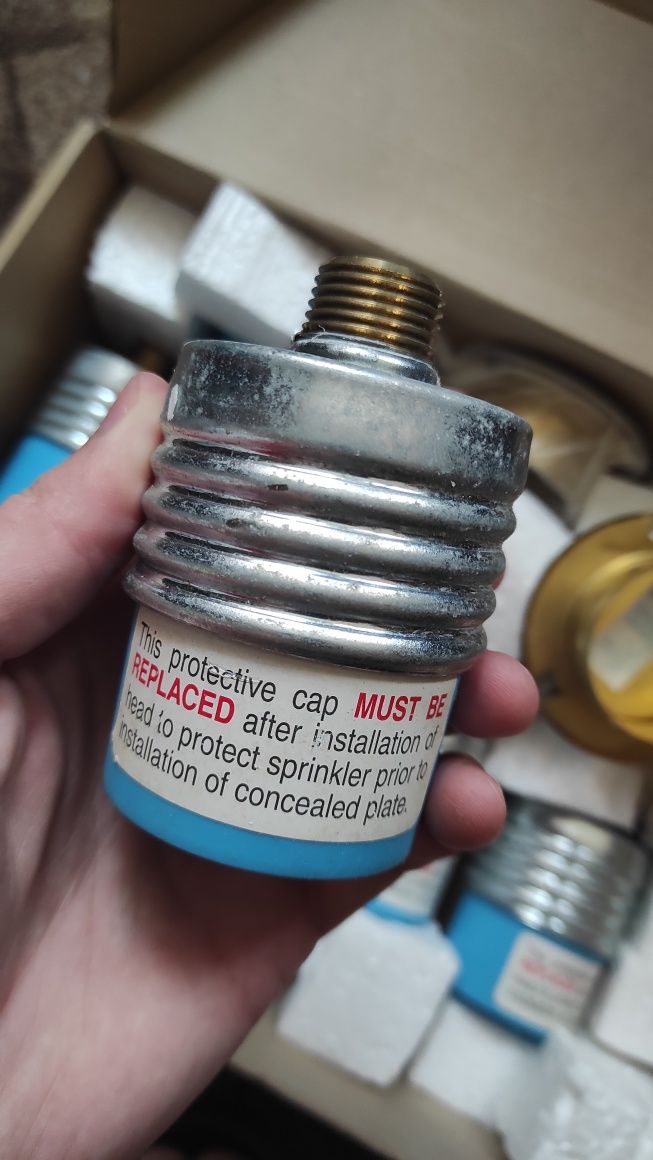 This protective cap MUST BE
REPLACED after installation of
head to protect sprinkler prior to
installation of concealed plate.